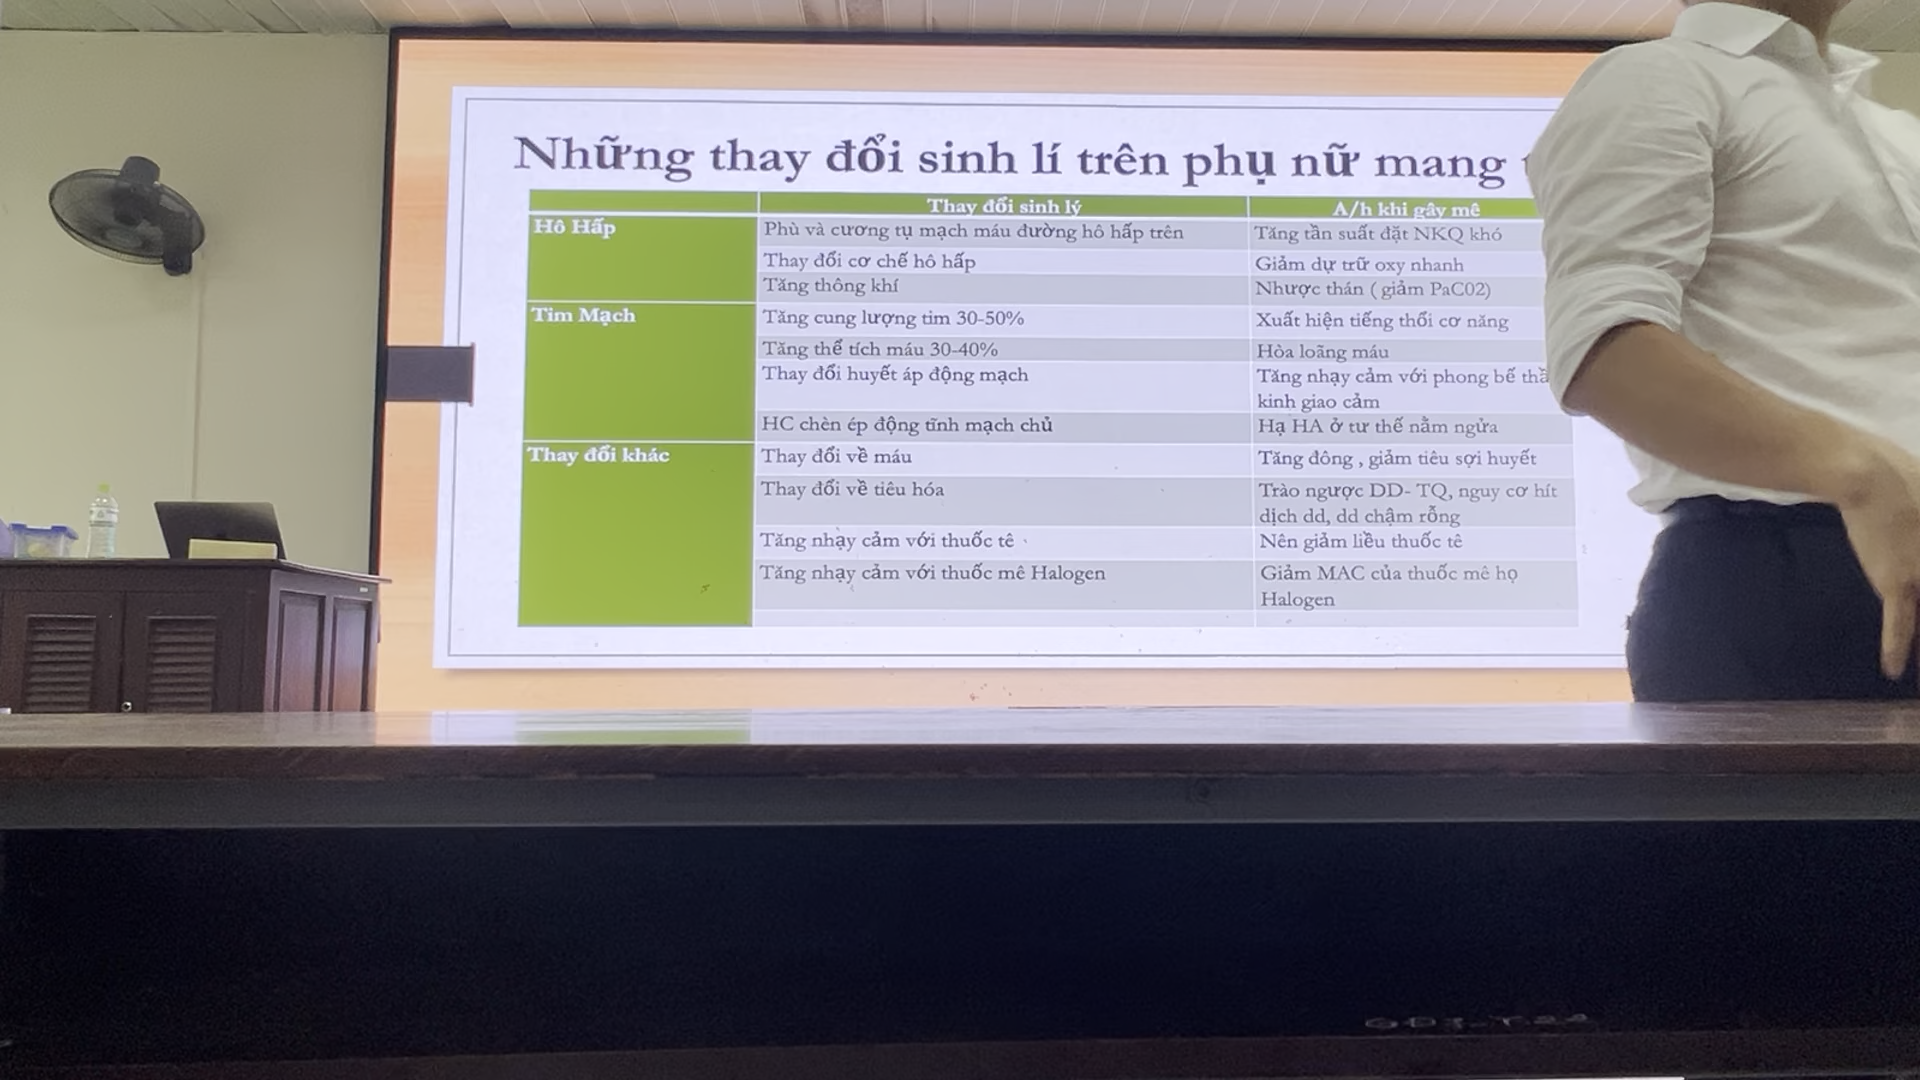 Những thay đổi sinh lí trên phụ nữ mang
Thay đổi sinh lý
A/h khi gây mê
Hô Hấp
Phù và cương tụ mạch máu đường hô hấp trên
Tăng tần suất đặt NKQ khó
Thay đổi cơ chế hô hấp
Giảm dự trữ oxy nhanh
Tăng thông khí
Nhược thán ( giảm PaC02)
Tim Mạch
Tăng cung lượng tim 30-50%
Xuất hiện tiếng thổi cơ năng
Tăng thể tích máu 30-40%
Hòa loãng máu
Thay đổi huyết áp động mạch
Tăng nhạy cảm với phong bế
kinh giao cảm
HC chèn ép động tĩnh mạch chủ
Hạ HA ở tư thế nằm ngửa
Thay đổi khác
Thay đổi về máu
Tăng đông , giảm tiêu sợi huyết
Thay đổi về tiêu hóa
Trào ngược DD- TQ, nguy cơ hít
dịch dd, dd chậm rỗng
Tăng nhạy cảm với thuốc tê
Nên giảm liều thuốc tê
Tăng nhạy cảm với thuốc mê Halogen
Giảm MAC của thuốc mê họ
Halogen